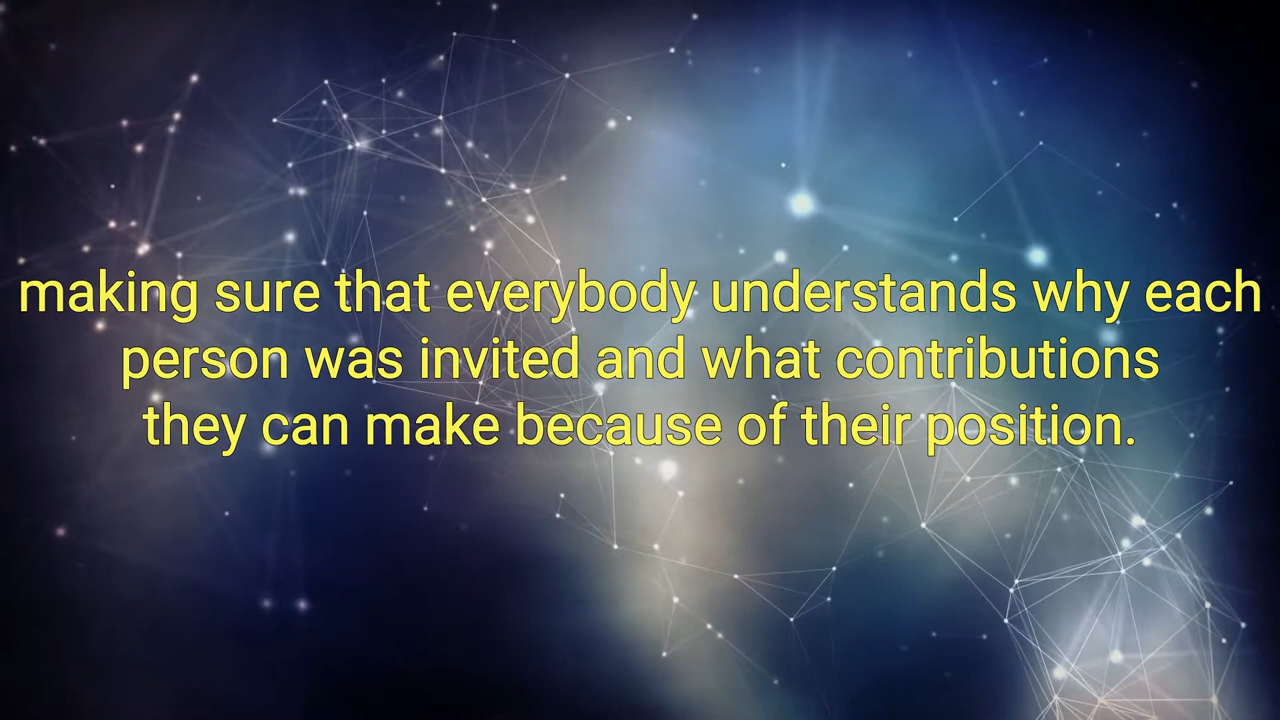 making sure that everybody understands why each
person was invited and what contributions
they can make because of their position.